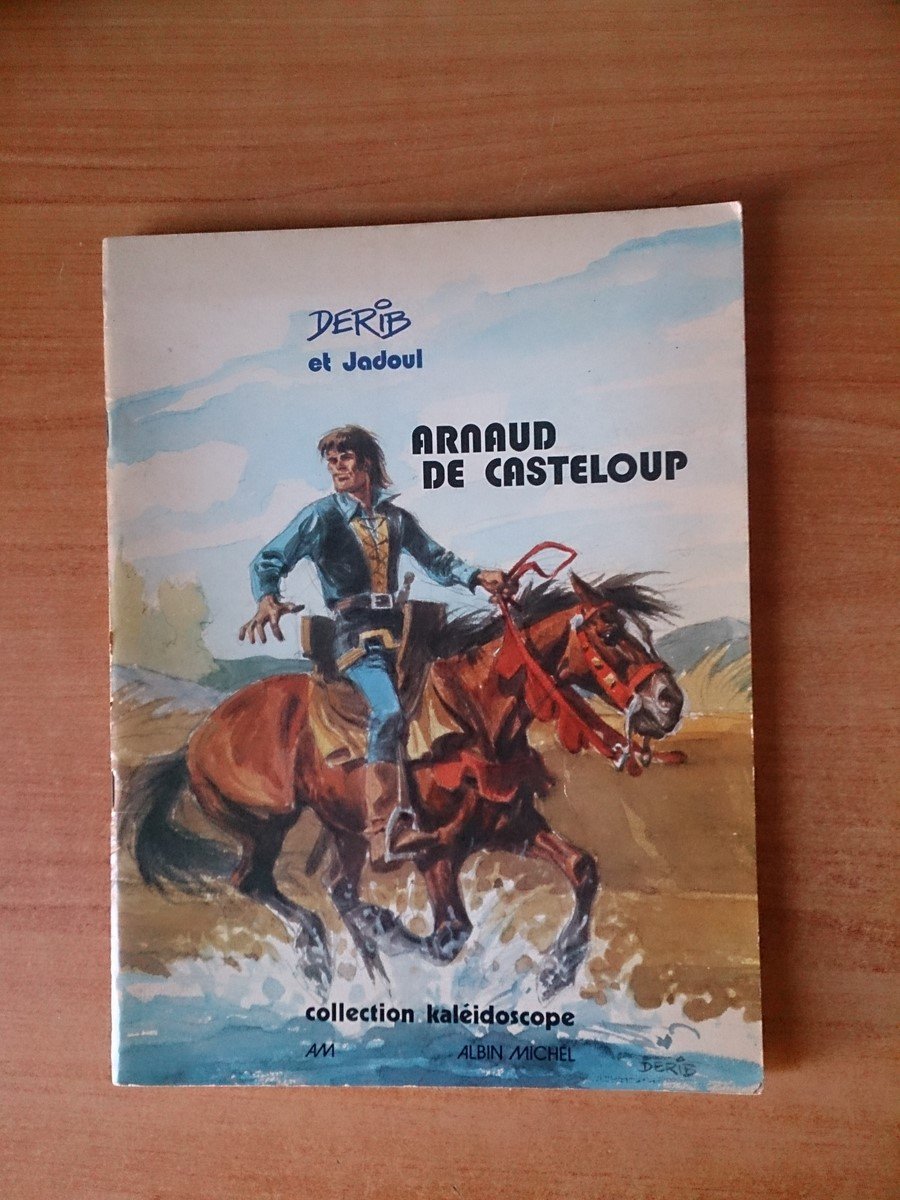 DERIB
et Jadoul
ARNAUD
DE CASTELOUP
collection kaléidoscope
AM ALBIN MICHEL
DERIB